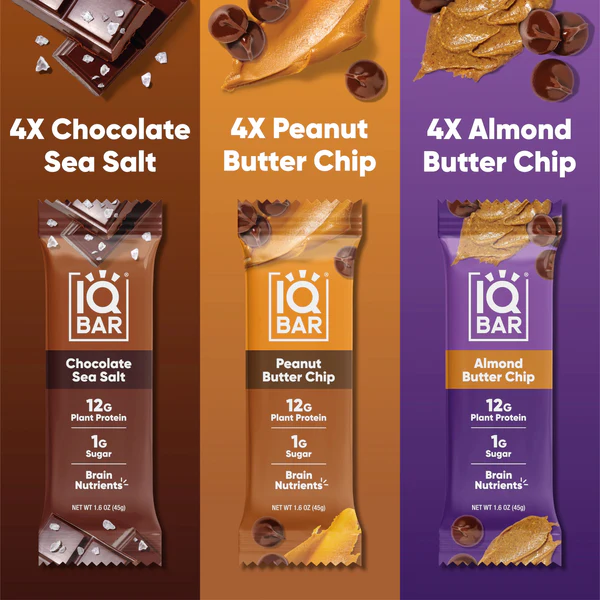 4X Chocolate
Sea Salt
IQ
BAR
®
Chocolate
Sea Salt
12G
Plant Protein
1G
Sugar
Brain
Nutrients
NET WT 1.6 OZ (45g)
4X Peanut
Butter Chip
IQ
BAR
®
Peanut
Butter Chip
12G
Plant Protein
1G
Sugar
Brain
Nutrients
NET WT 1.6 OZ (45g)
4X Almond
Butter Chip
IQ
BAR
®
Almond
Butter Chip
12G
Plant Protein
1G
Sugar
Brain
Nutrients
NET WT 1.6 OZ (45g)